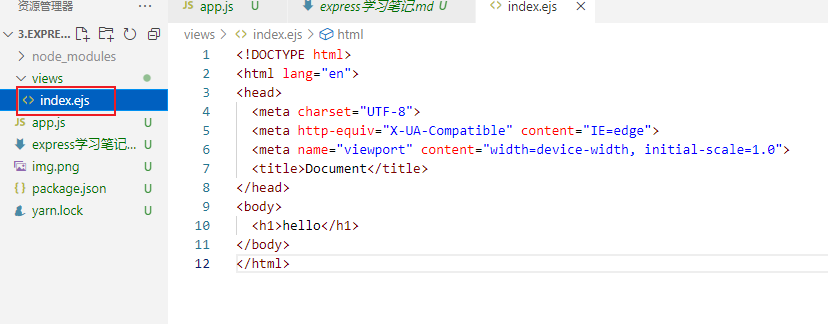 资源管理器
app.js
express学习笔记.md
index.ejs
3.EXPRE...
views > index.ejs > html
node_modules
views
index.ejs
app.js U
express学习笔记... U
img.png U
package.json U
yarn.lock U
1 <!DOCTYPE html>
2 <html lang="en">
3 <head>
4 <meta charset="UTF-8">
5 <meta http-equiv="X-UA-Compatible" content="IE=edge">
6 <meta name="viewport" content="width=device-width, initial-scale=1.0">
7 <title>Document</title>
8 </head>
9 <body>
10 <h1>hello</h1>
11 </body>
12 </html>